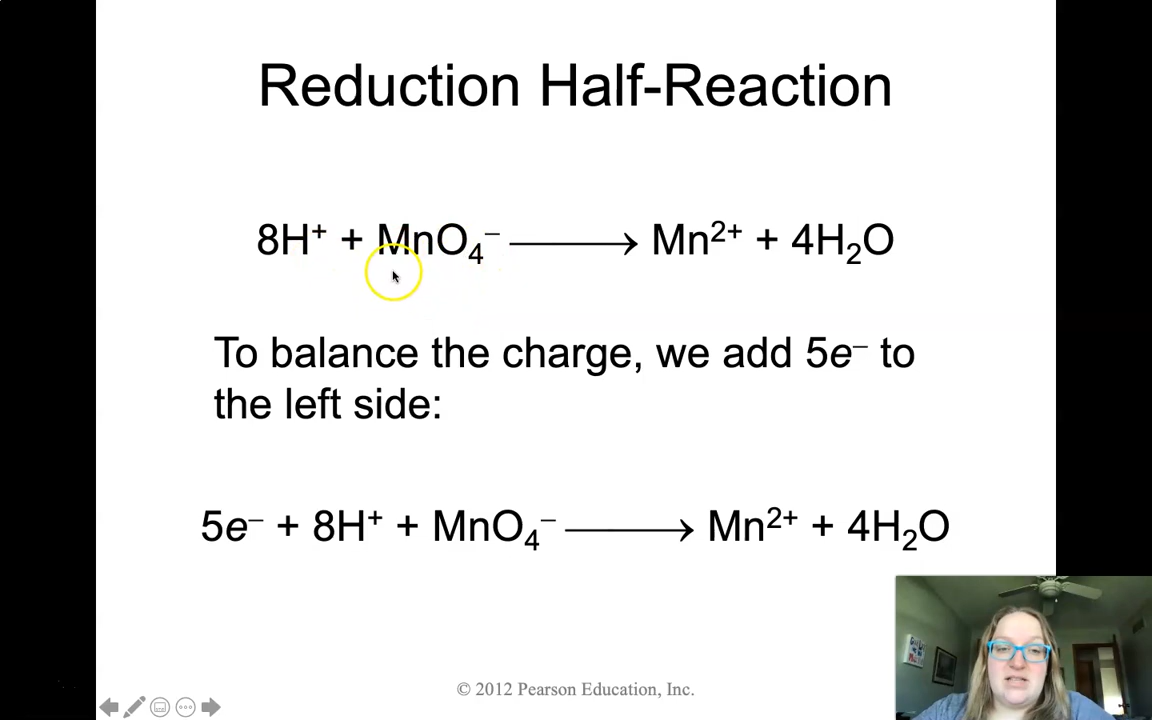 Reduction Half-Reaction
8H⁺ + MnO₄⁻ ⟶ Mn²⁺ + 4H₂O
To balance the charge, we add 5e⁻ to
the left side:
5e⁻ + 8H⁺ + MnO₄⁻ ⟶ Mn²⁺ + 4H₂O
© 2012 Pearson Education, Inc.